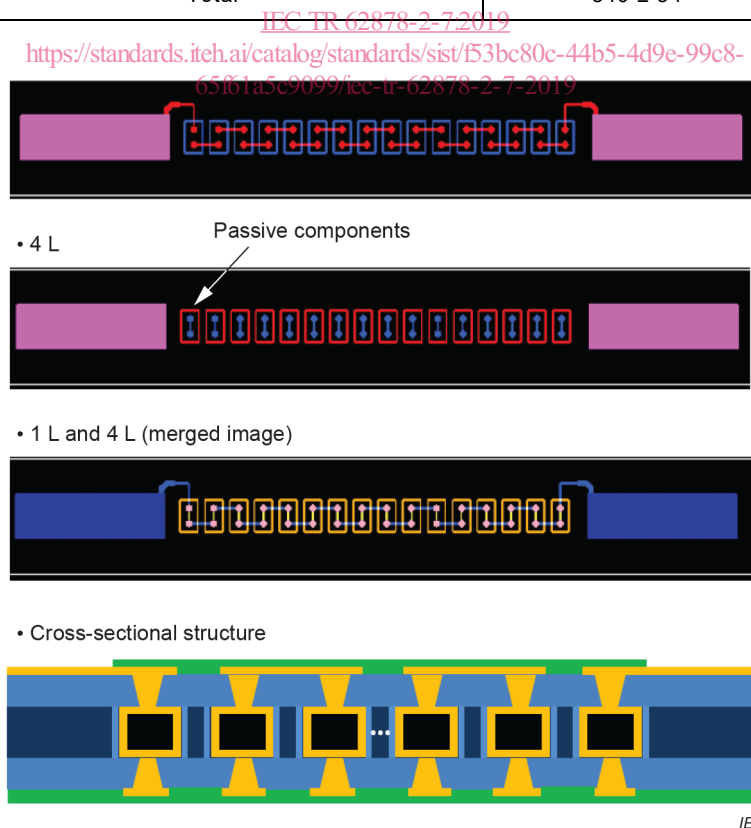 IEC TR 62878-2-7:2019
https://standards.iteh.ai/catalog/standards/sist/f53bc80c-44b5-4d9e-99c8-
65f61a5c9099/iec-tr-62878-2-7-2019
• 4 L
Passive components
• 1 L and 4 L (merged image)
• Cross-sectional structure